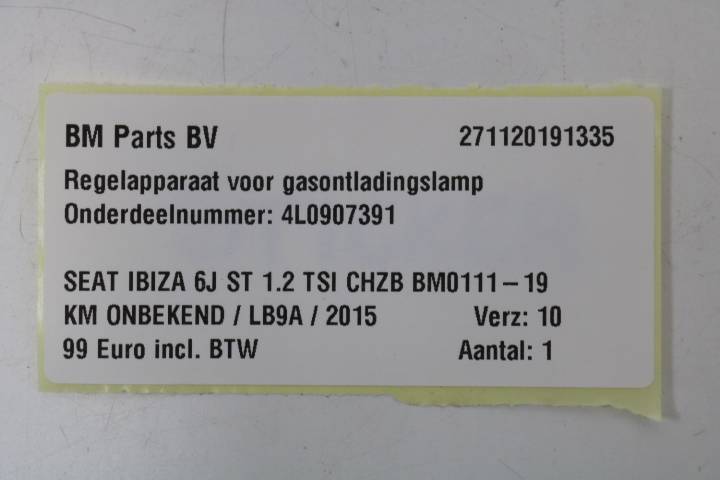 BM Parts BV 271120191335
Regelapparaat voor gasontladingslamp
Onderdeelnummer: 4L0907391
SEAT IBIZA 6J ST 1.2 TSI CHZB BM0111-19
KM ONBEKEND / LB9A / 2015 Verz: 10
99 Euro incl. BTW Aantal: 1